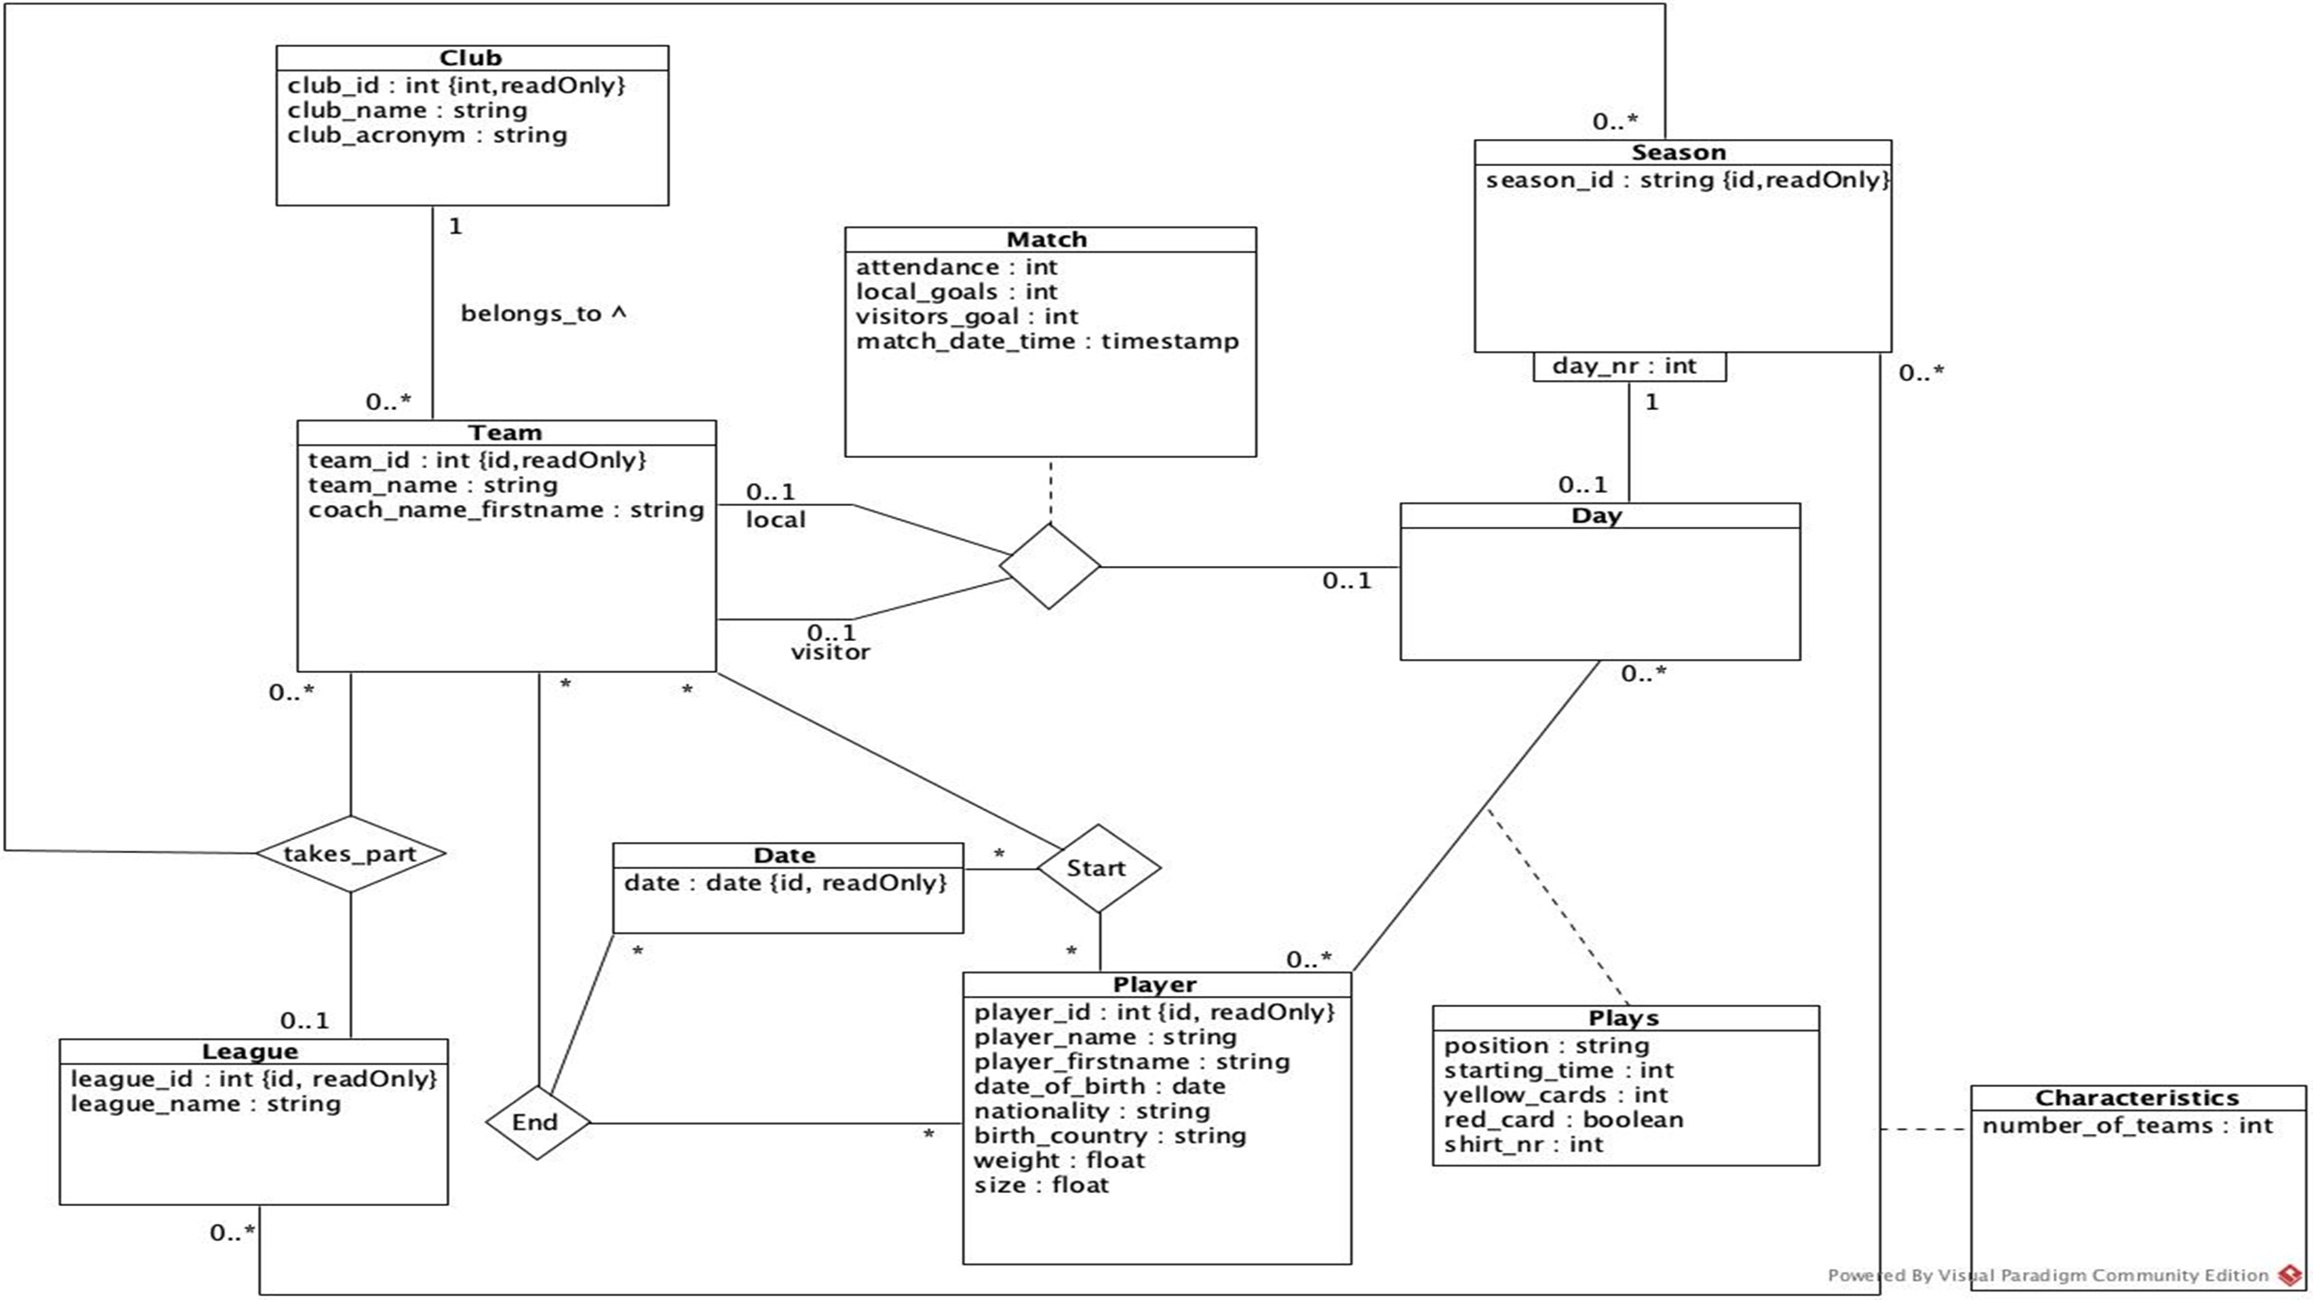 Club
club_id : int {int,readOnly}
club_name : string
club_acronym : string
1
belongs_to ^
0..*
0..*
Season
season_id : string {id,readOnly}
day_nr : int
1
0..*
0..1
Match
attendance : int
local_goals : int
visitors_goal : int
match_date_time : timestamp
Team
team_id : int {id,readOnly}
team_name : string
coach_name_firstname : string
0..1
local
0..1
visitor
0..1
Day
0..*
0..*
*
*
takes_part
Date
date : date {id, readOnly}
*
*
Start
*
0..*
0..1
League
league_id : int {id, readOnly}
league_name : string
0..*
End
*
Player
player_id : int {id, readOnly}
player_name : string
player_firstname : string
date_of_birth : date
nationality : string
birth_country : string
weight : float
size : float
Plays
position : string
starting_time : int
yellow_cards : int
red_card : boolean
shirt_nr : int
Characteristics
number_of_teams : int
Powered By Visual Paradigm Community Edition